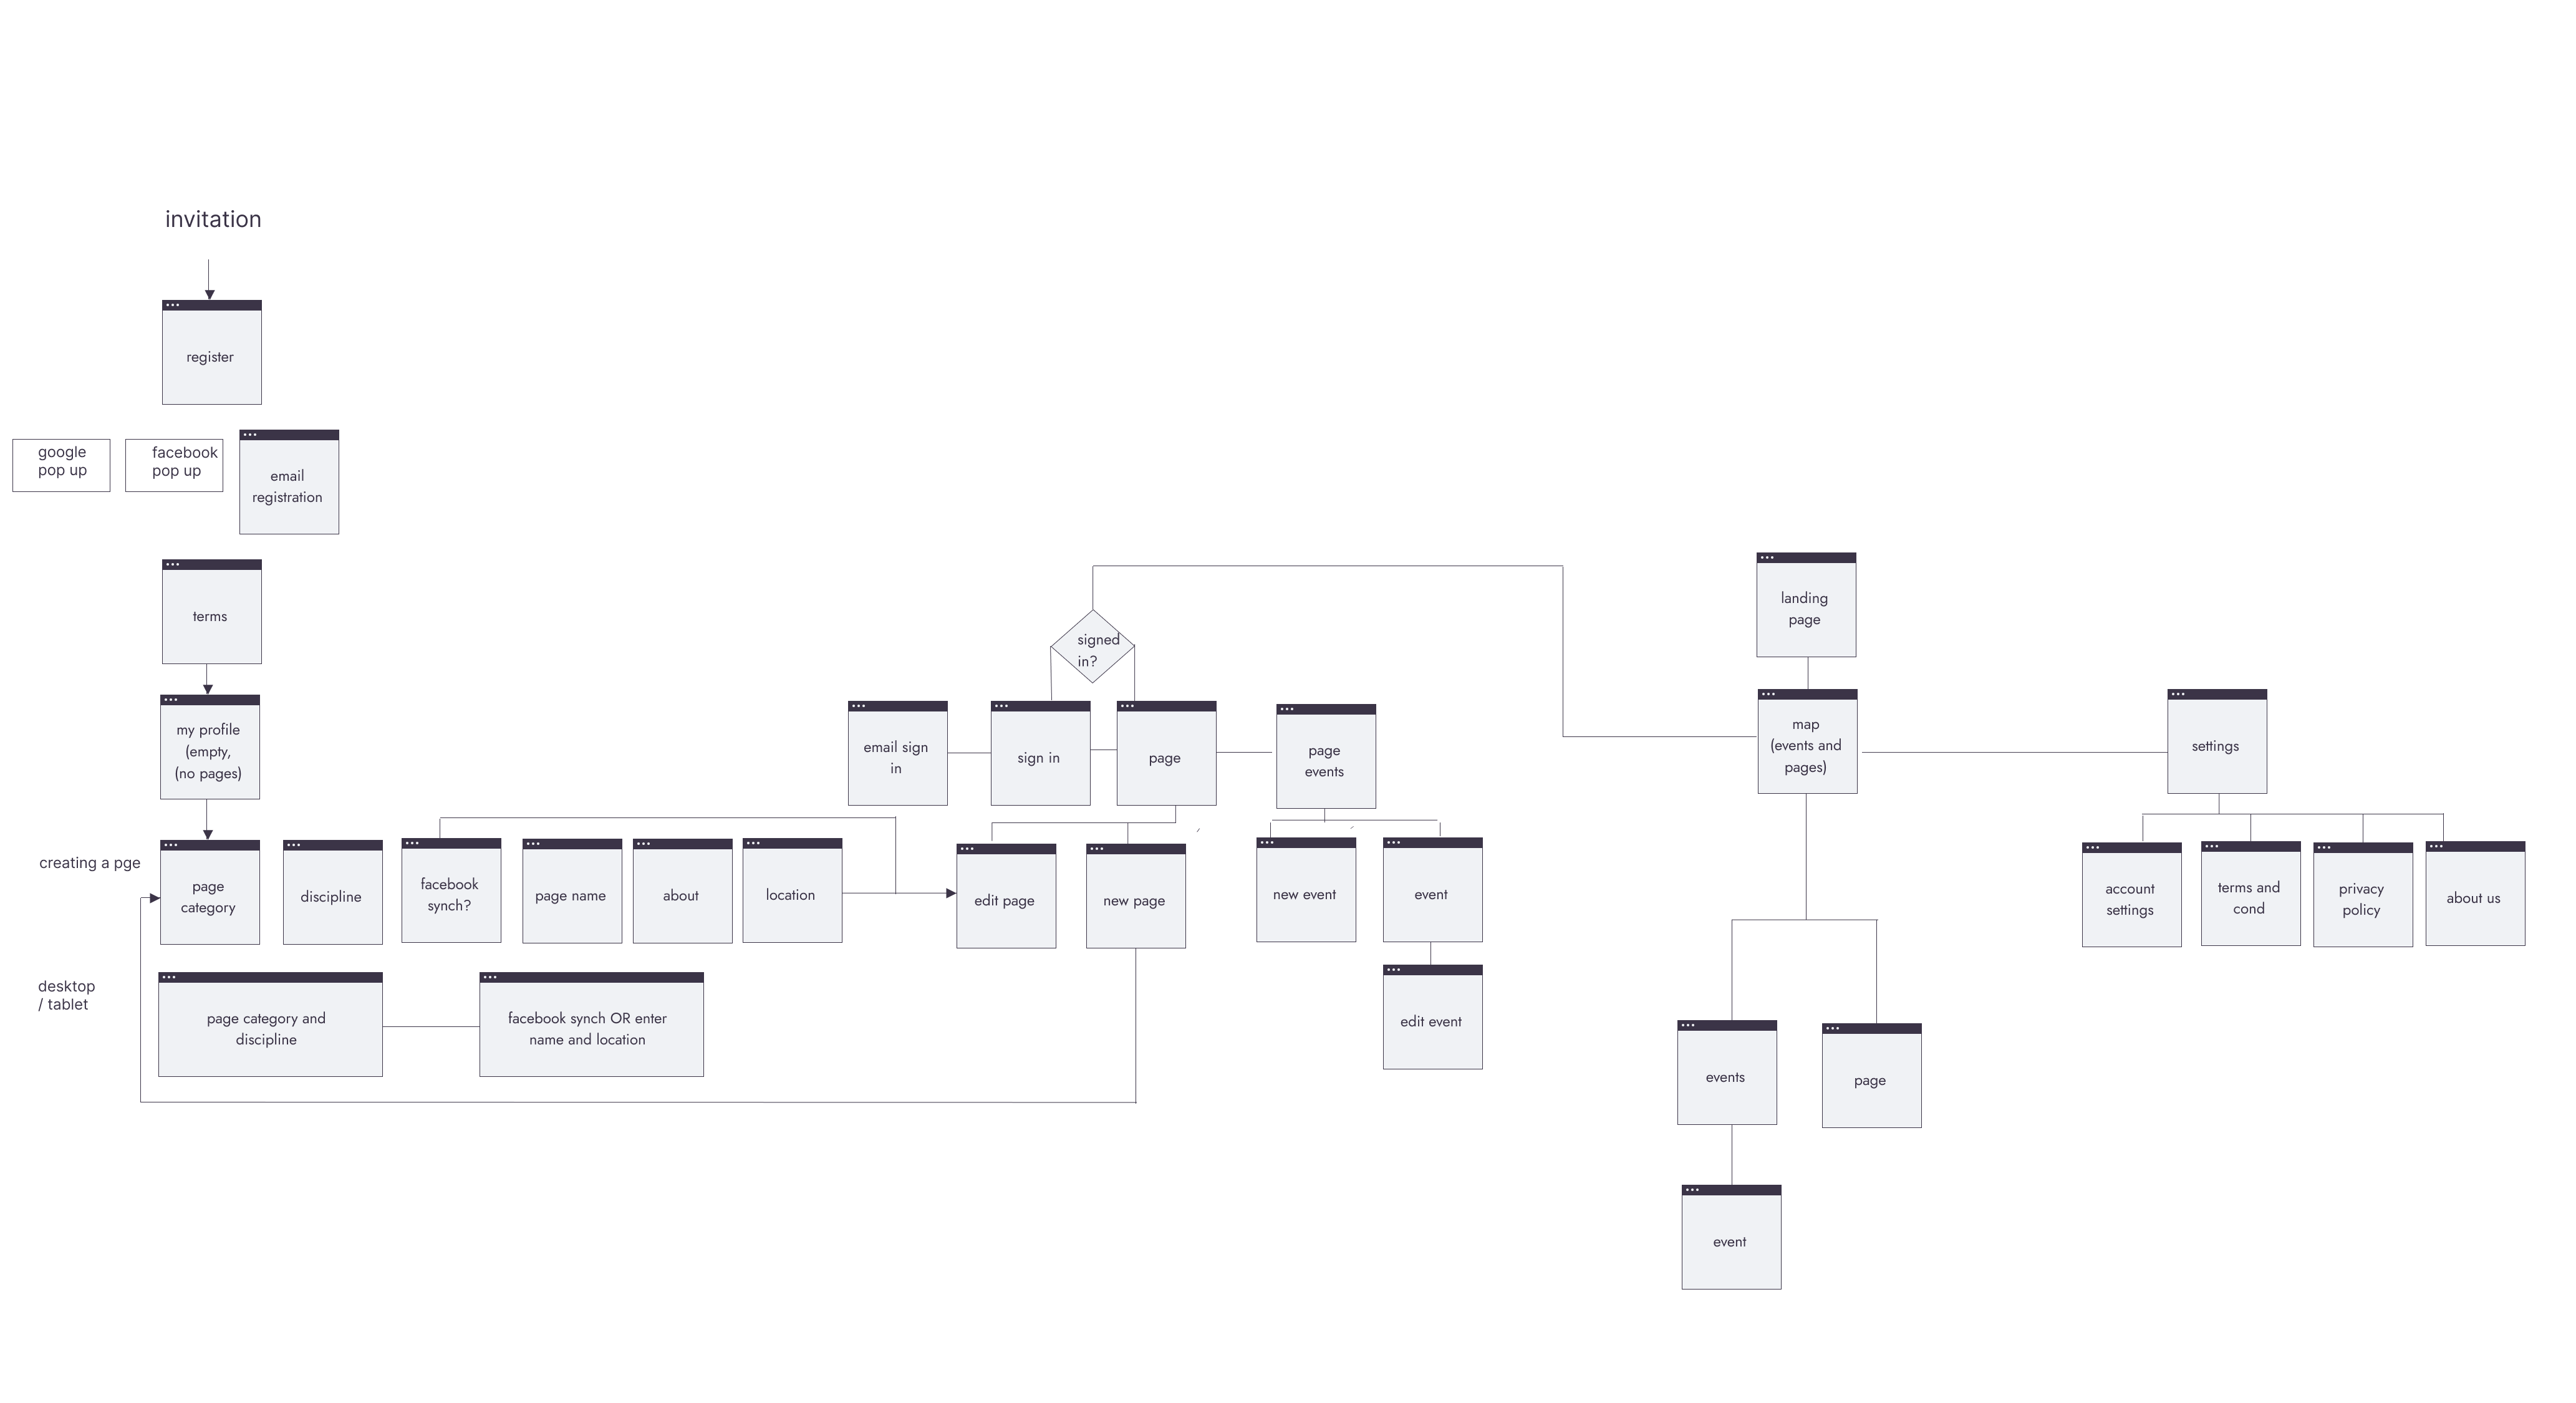 invitation
register
google
pop up
facebook
pop up
email
registration
terms
my profile
(empty,
(no pages)
creating a pge
page
category
discipline
facebook
synch?
page name
about
location
desktop
/ tablet
page category and
discipline
facebook synch OR enter
name and location
signed
in?
email sign
in
sign in
page
page
events
edit page
new page
new event
event
edit event
landing
page
map
(events and
pages)
events
page
event
settings
account
settings
terms and
cond
privacy
policy
about us